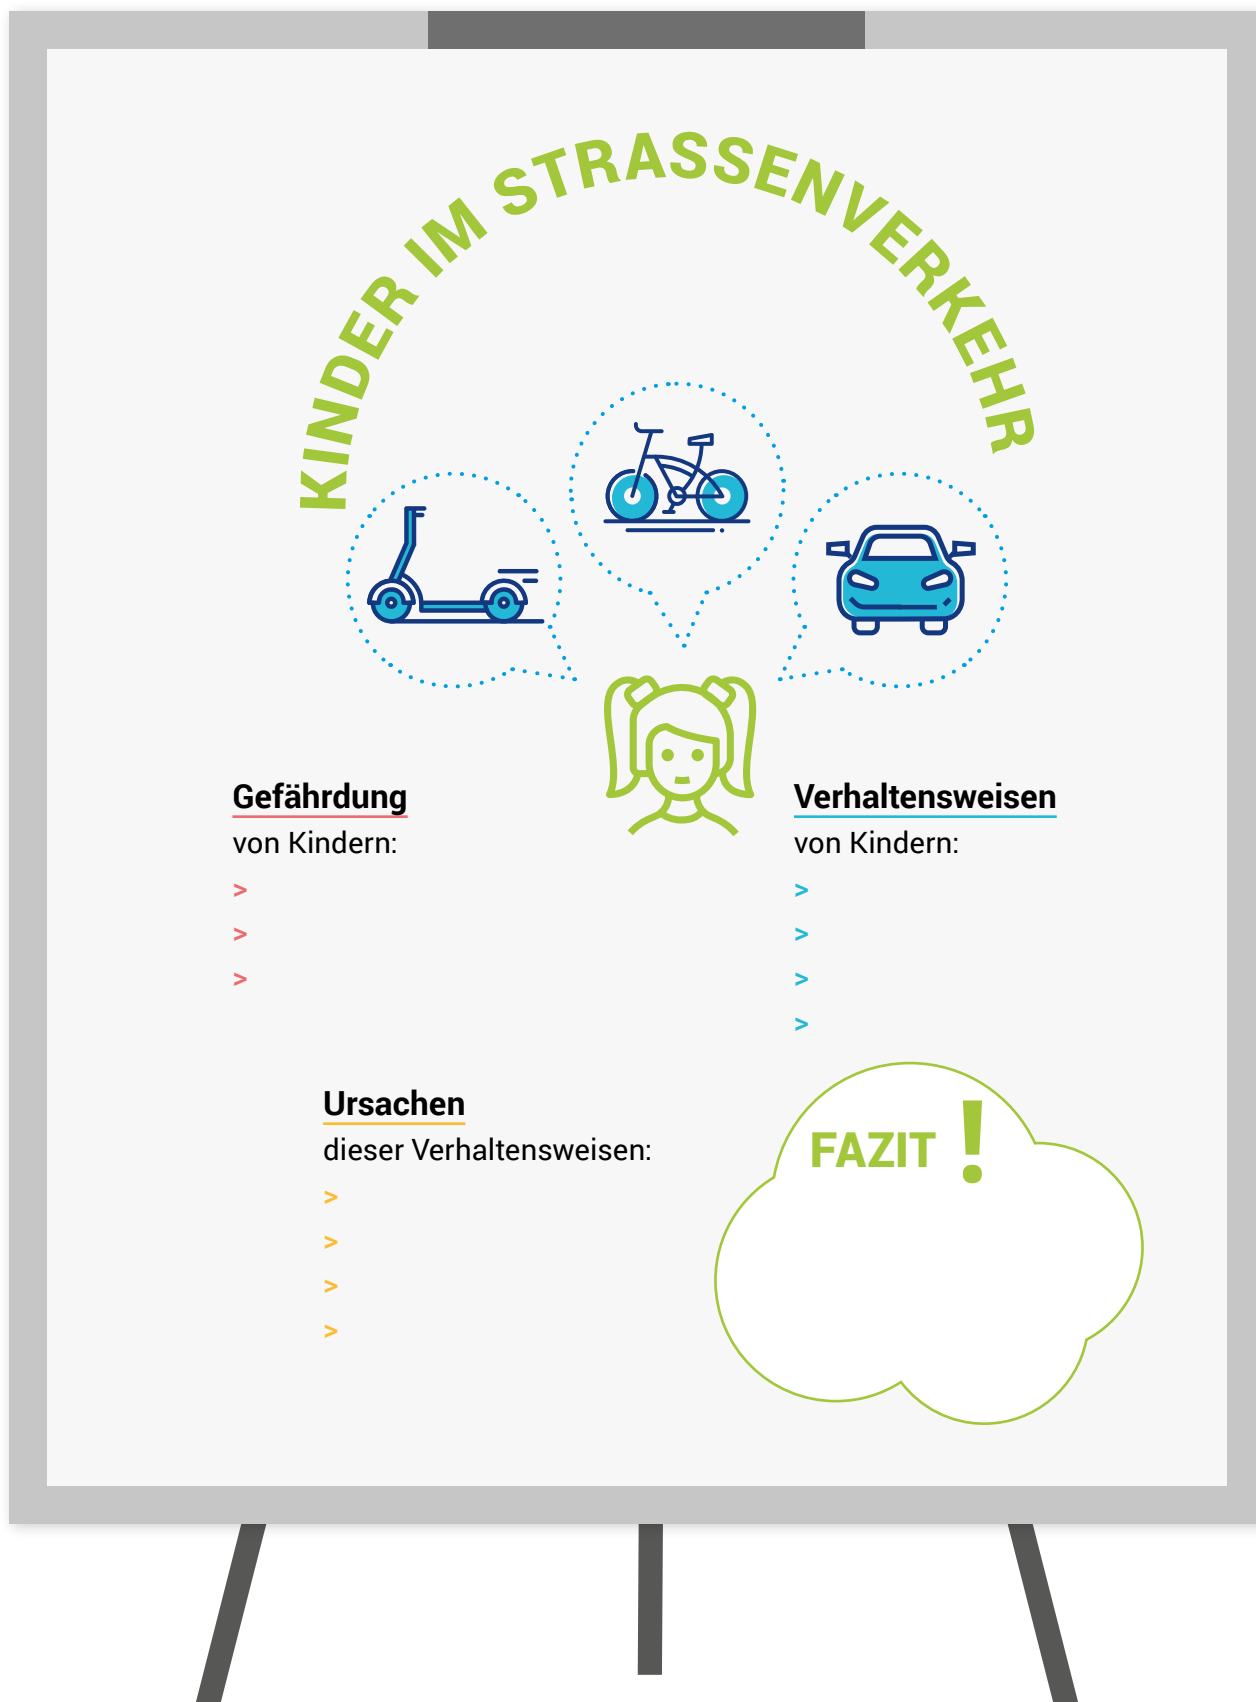 KINDER IM STRASSENVERKEHR
Gefährdung
von Kindern:
>
>
>
Verhaltensweisen
von Kindern:
>
>
>
>
Ursachen
dieser Verhaltensweisen:
>
>
>
>
FAZIT !